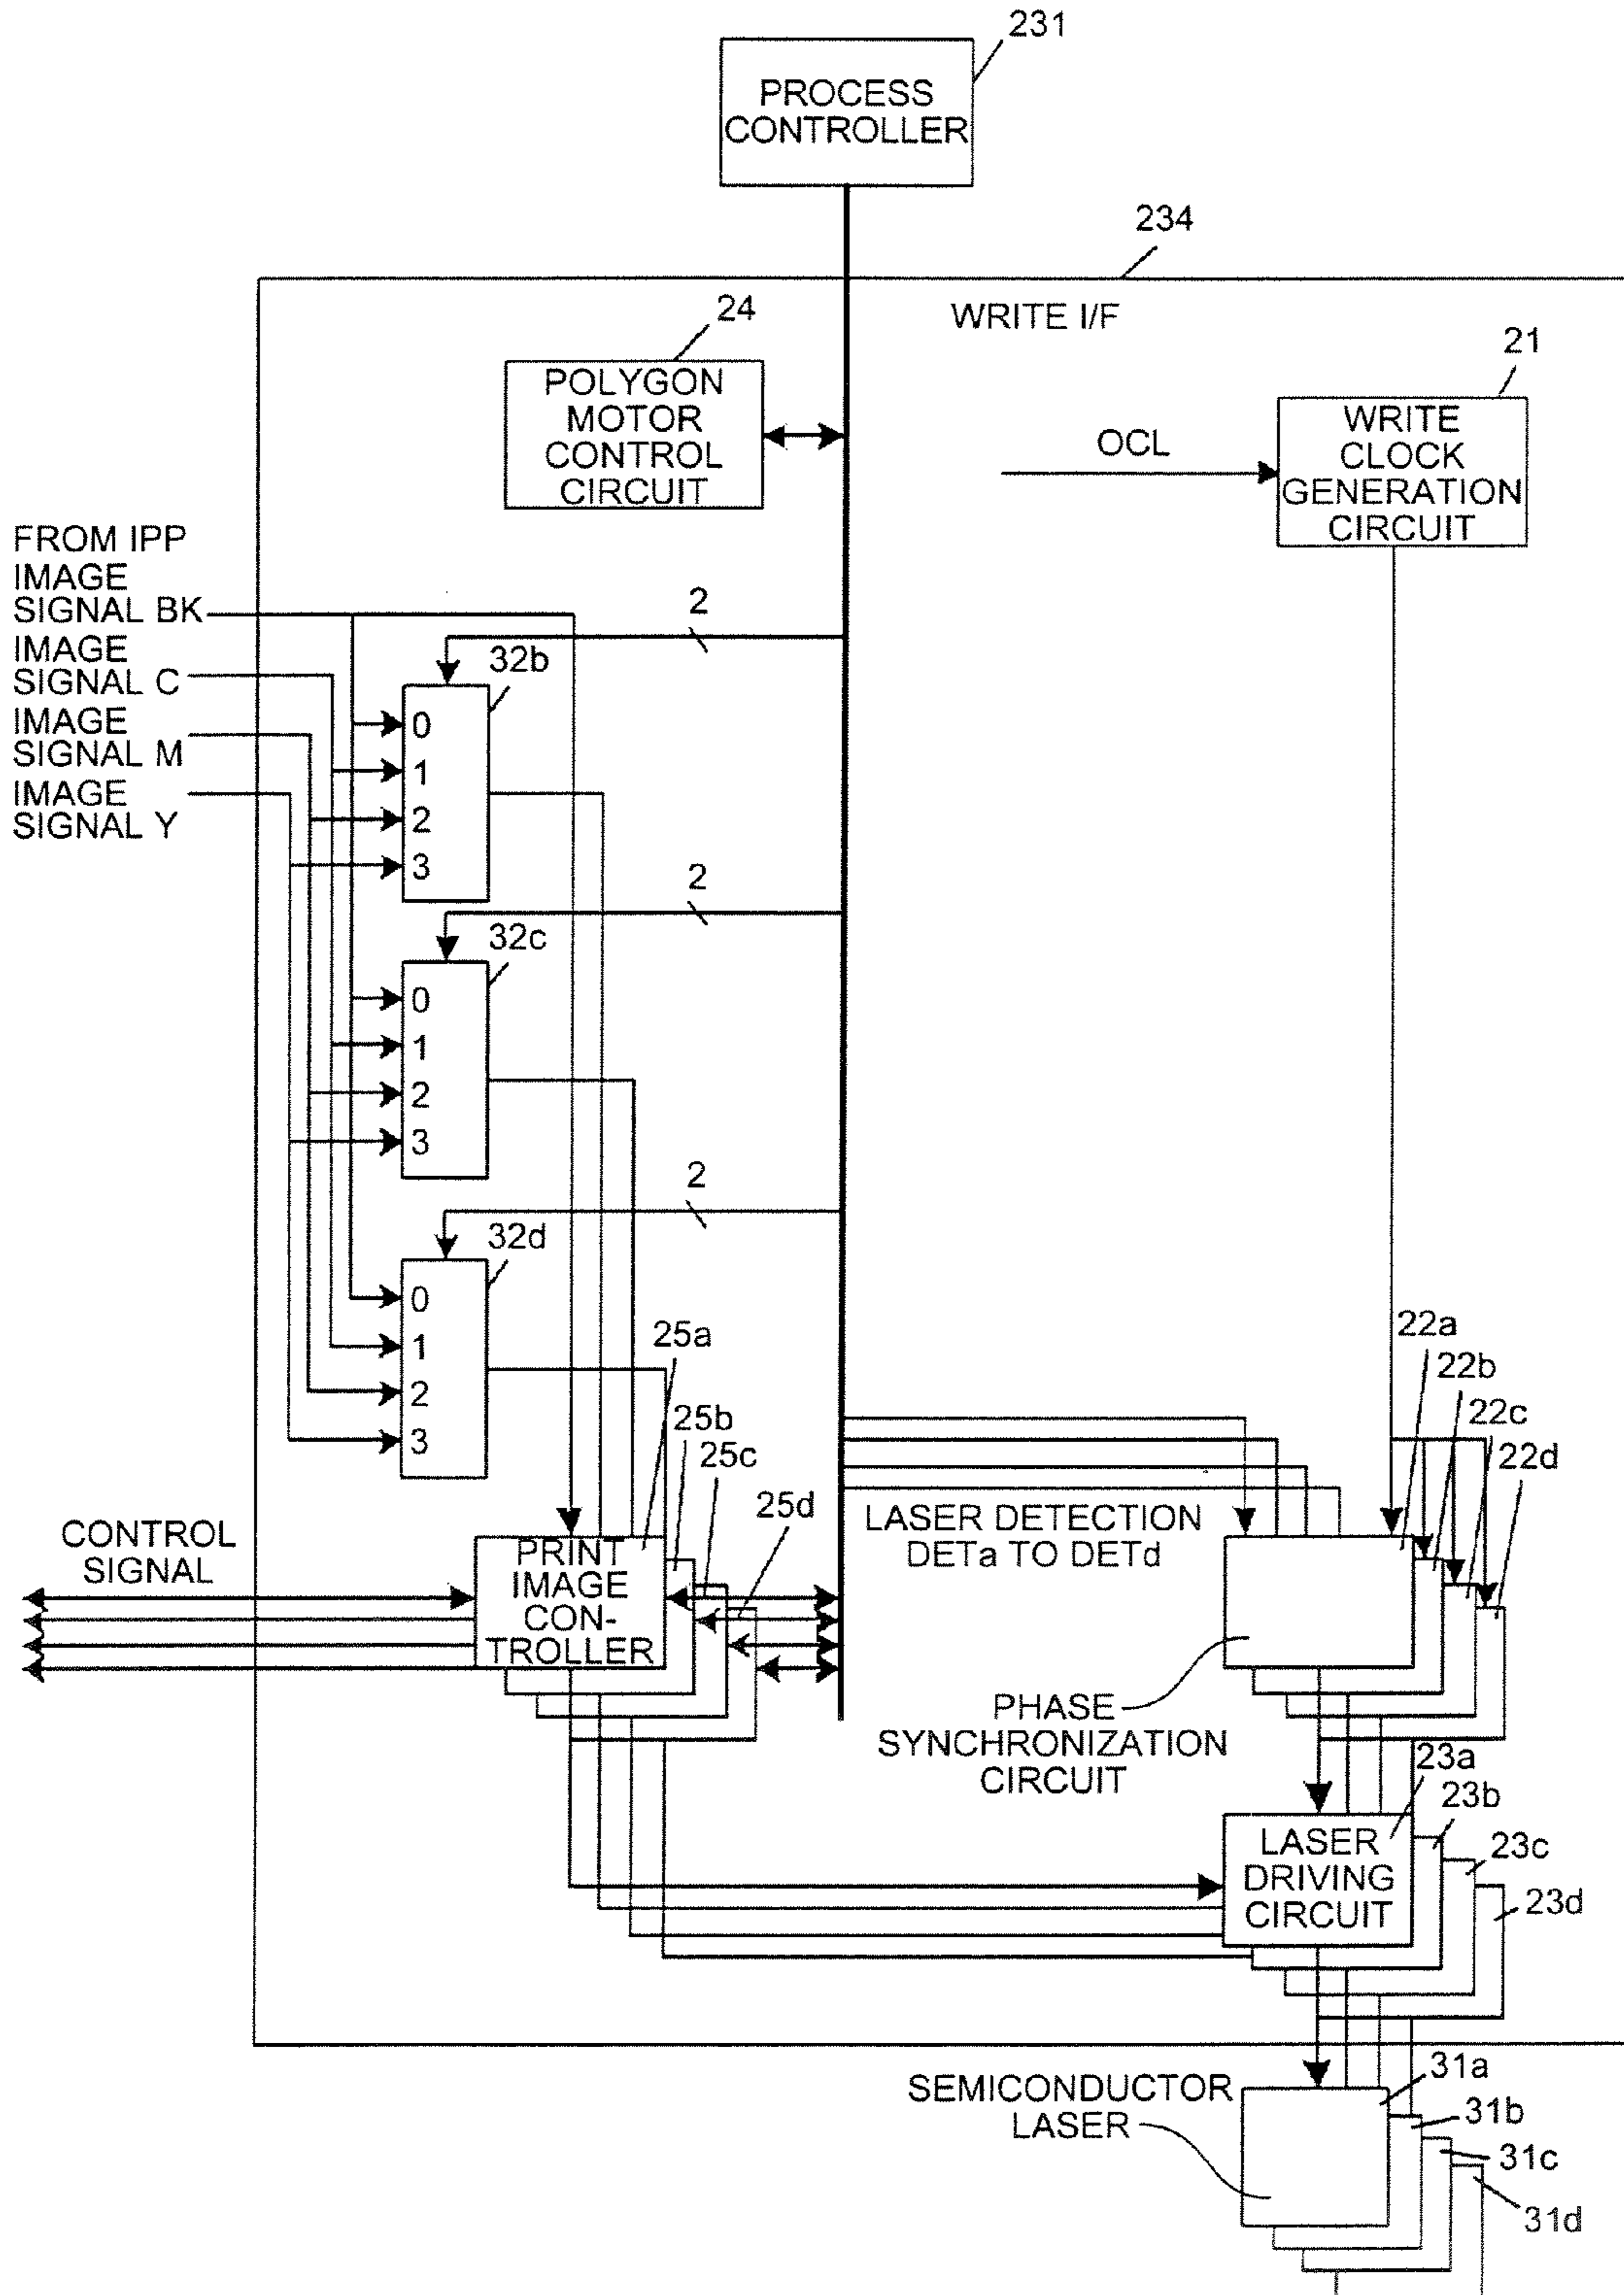 231
PROCESS
CONTROLLER
234
WRITE I/F
24
POLYGON
MOTOR
CONTROL
CIRCUIT
21
OCL
WRITE
CLOCK
GENERATION
CIRCUIT
FROM IPP
IMAGE
SIGNAL BK
IMAGE
SIGNAL C
IMAGE
SIGNAL M
IMAGE
SIGNAL Y
2
32b
0
1
2
3
2
32c
0
1
2
3
2
32d
0
1
2
3
25a
25b
25c
25d
22a
22b
22c
22d
LASER DETECTION
DETa TO DETd
CONTROL
SIGNAL
PRINT
IMAGE
CON-
TROLLER
PHASE
SYNCHRONIZATION
CIRCUIT
23a
23b
23c
23d
LASER
DRIVING
CIRCUIT
SEMICONDUCTOR
LASER
31a
31b
31c
31d